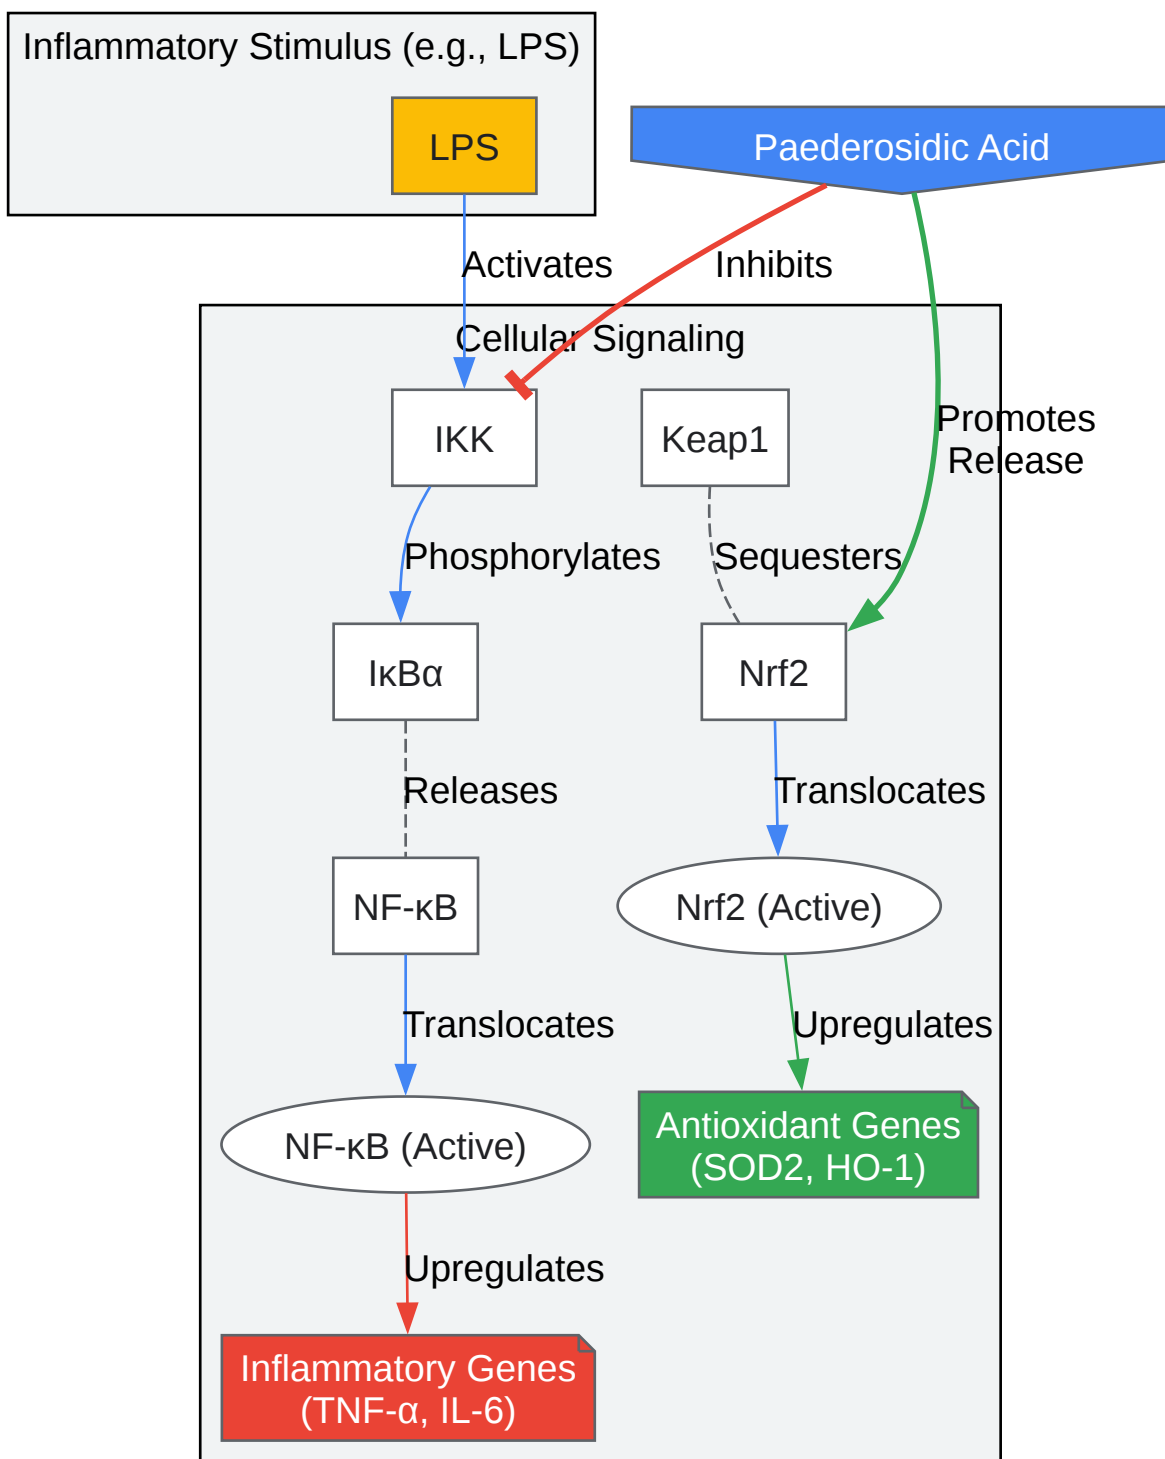 Inflammatory Stimulus (e.g., LPS)
LPS
Paederosidic Acid
Activates
Inhibits
Cellular Signaling
IKK
Keap1
Promotes
Release
Phosphorylates
Sequesters
IκBα
Nrf2
Releases
Translocates
NF-κB
Nrf2 (Active)
Translocates
Upregulates
NF-κB (Active)
Antioxidant Genes
(SOD2, HO-1)
Upregulates
Inflammatory Genes
(TNF-α, IL-6)